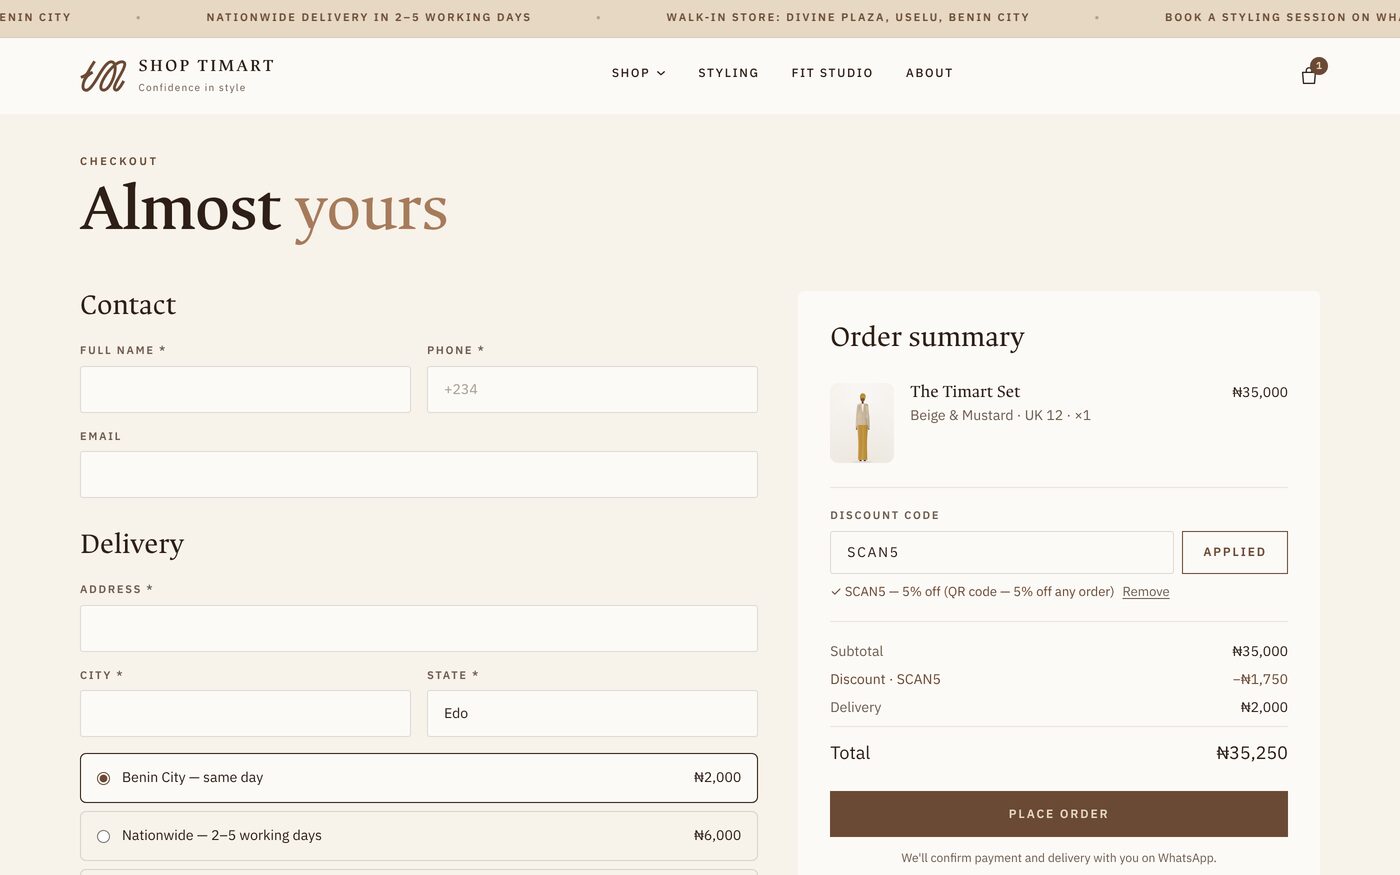 ENIN CITY • NATIONWIDE DELIVERY IN 2–5 WORKING DAYS • WALK-IN STORE: DIVINE PLAZA, USELU, BENIN CITY • BOOK A STYLING SESSION ON WH
SHOP TIMART
Confidence in style
SHOP STYLING FIT STUDIO ABOUT
1
CHECKOUT
Almost yours
Contact
FULL NAME * PHONE *
+234
EMAIL
Delivery
ADDRESS *
CITY * STATE *
Edo
Benin City — same day ₦2,000
Nationwide — 2–5 working days ₦6,000
Order summary
The Timart Set ₦35,000
Beige & Mustard · UK 12 · ×1
DISCOUNT CODE
SCAN5 APPLIED
✓ SCAN5 — 5% off (QR code — 5% off any order) Remove
Subtotal ₦35,000
Discount · SCAN5 −₦1,750
Delivery ₦2,000
Total ₦35,250
PLACE ORDER
We'll confirm payment and delivery with you on WhatsApp.